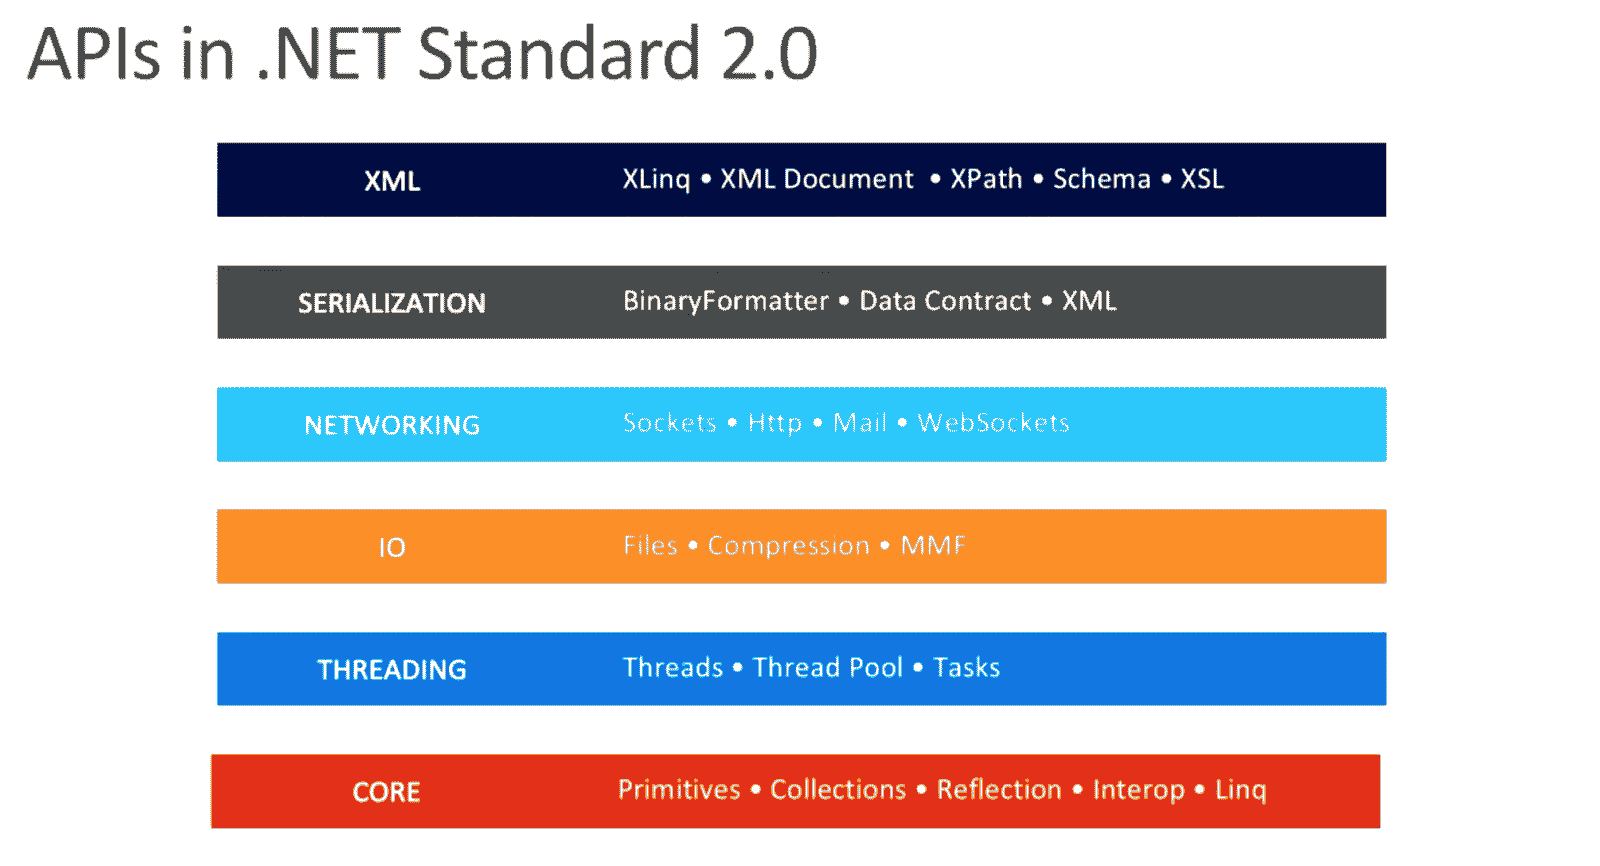 APIs in .NET Standard 2.0
XML XLinq • XML Document • XPath • Schema • XSL
SERIALIZATION BinaryFormatter • Data Contract • XML
NETWORKING Sockets • Http • Mail • WebSockets
IO Files • Compression • MMF
THREADING Threads • Thread Pool • Tasks
CORE Primitives • Collections • Reflection • Interop • Linq